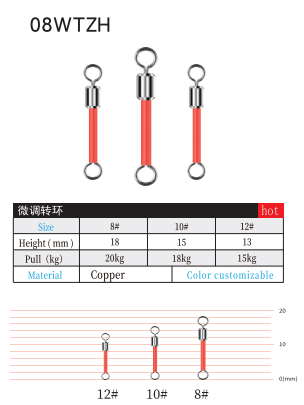 08WTZH
微调转环 hot
Size 8# 10# 12#
Height ( mm ) 18 15 13
Pull (kg) 20kg 18kg 15kg
Material Copper Color customizable
20
10
0(mm)
12# 10# 8#